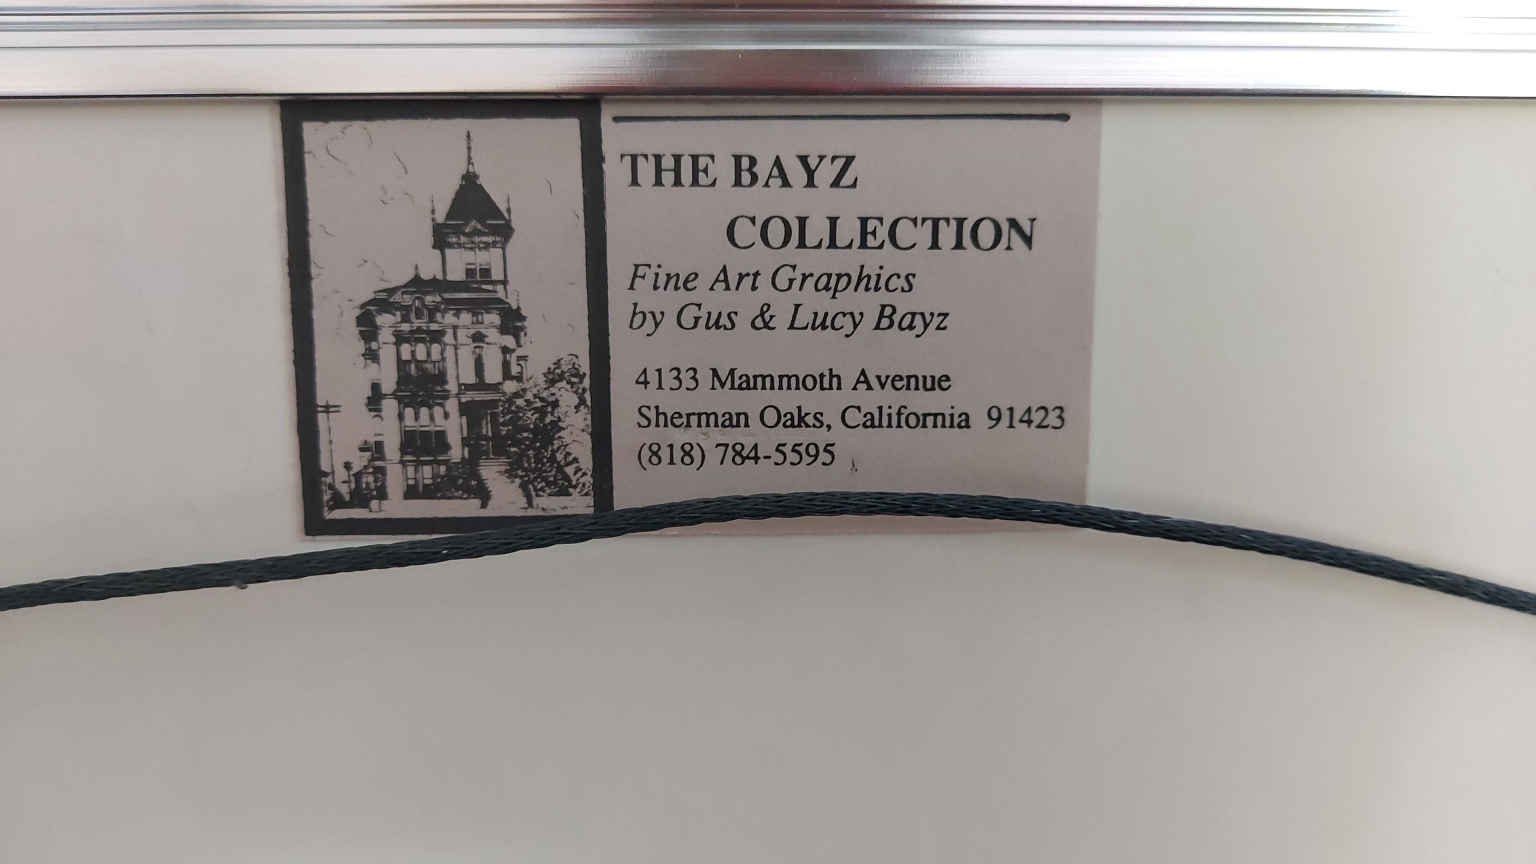 THE BAYZ
COLLECTION
Fine Art Graphics
by Gus & Lucy Bayz
4133 Mammoth Avenue
Sherman Oaks, California 91423
(818) 784-5595